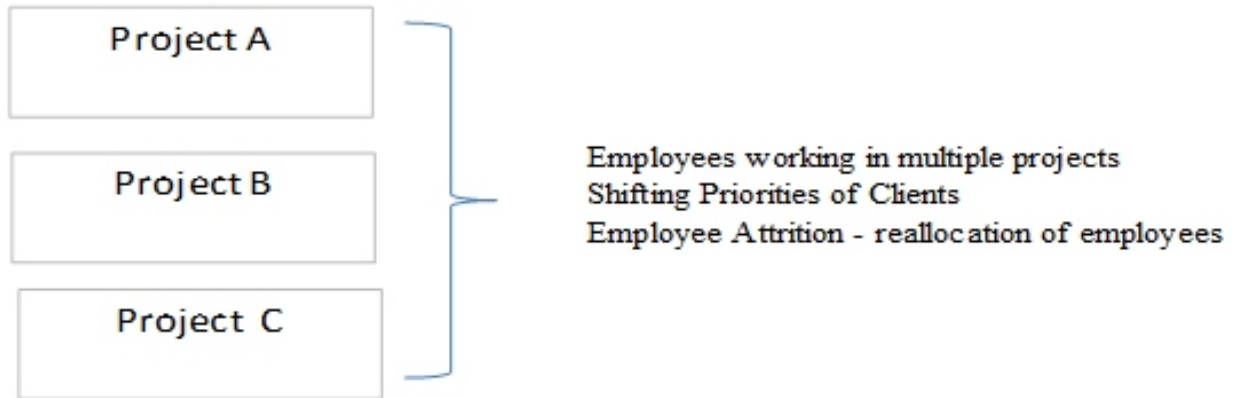 Project A
Project B
Project C
Employees working in multiple projects
Shifting Priorities of Clients
Employee Attrition - reallocation of employees